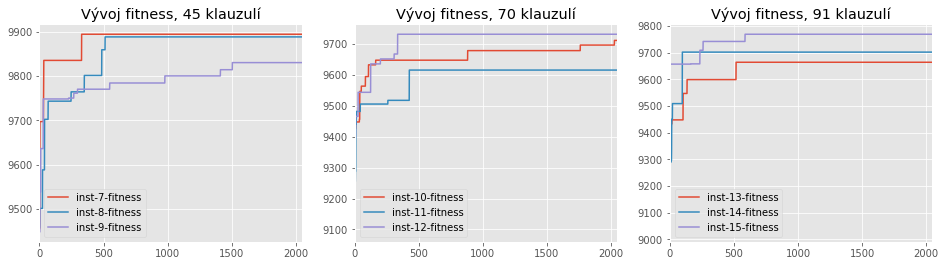 Vývoj fitness, 45 klauzulí
9900
9800
9700
9600
9500
inst-7-fitness
inst-8-fitness
inst-9-fitness
0 500 1000 1500 2000
Vývoj fitness, 70 klauzulí
9700
9600
9500
9400
9300
9200
9100
inst-10-fitness
inst-11-fitness
inst-12-fitness
0 500 1000 1500 2000
Vývoj fitness, 91 klauzulí
9800
9700
9600
9500
9400
9300
9200
9100
9000
inst-13-fitness
inst-14-fitness
inst-15-fitness
0 500 1000 1500 2000